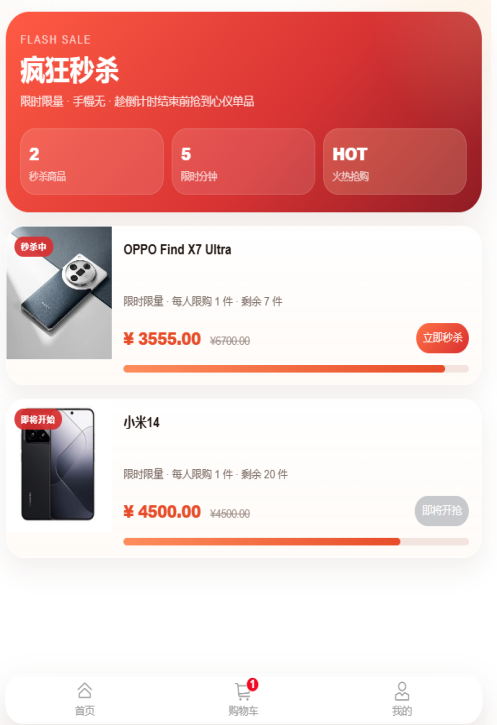 FLASH SALE
疯狂秒杀
限时限量 · 手慢无 · 趁倒计时结束前抢到心仪单品
2
秒杀商品
5
限时分钟
HOT
火热抢购
秒杀中
OPPO Find X7 Ultra
限时限量 · 每人限购 1 件 · 剩余 7 件
¥ 3555.00 ¥6700.00
立即秒杀
即将开始
小米14
限时限量 · 每人限购 1 件 · 剩余 20 件
¥ 4500.00 ¥4500.00
即将开抢
1
首页
购物车
我的